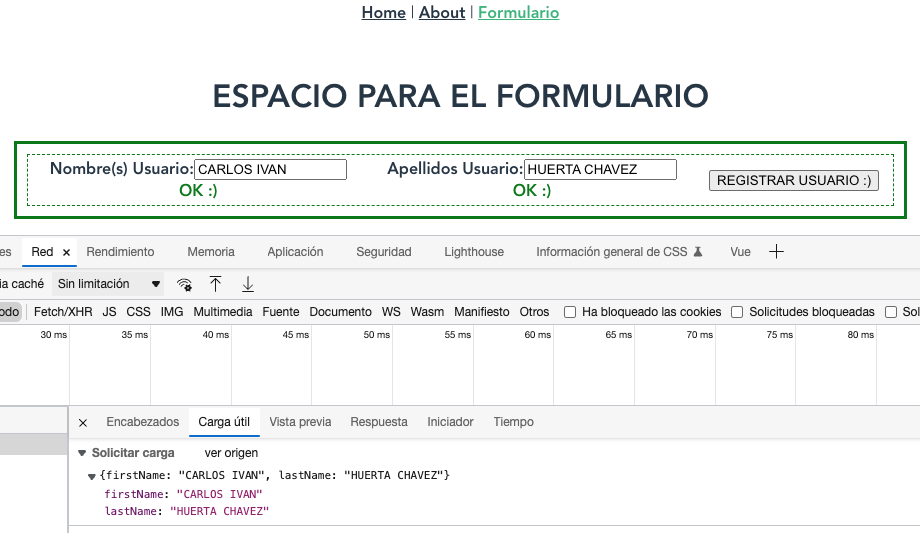 Home | About | Formulario
ESPACIO PARA EL FORMULARIO
Nombre(s) Usuario: CARLOS IVAN Apellidos Usuario: HUERTA CHAVEZ REGISTRAR USUARIO :)
OK :) OK :)
es Red × Rendimiento Memoria Aplicación Seguridad Lighthouse Información general de CSS Vue +
ia caché Sin limitación
odo Fetch/XHR JS CSS IMG Multimedia Fuente Documento WS Wasm Manifiesto Otros Ha bloqueado las cookies Solicitudes bloqueadas Sol
30 ms 35 ms 40 ms 45 ms 50 ms 55 ms 60 ms 65 ms 70 ms 75 ms 80 ms
× Encabezados Carga útil Vista previa Respuesta Iniciador Tiempo
Solicitar carga ver origen
{firstName: "CARLOS IVAN", lastName: "HUERTA CHAVEZ"}
firstName: "CARLOS IVAN"
lastName: "HUERTA CHAVEZ"